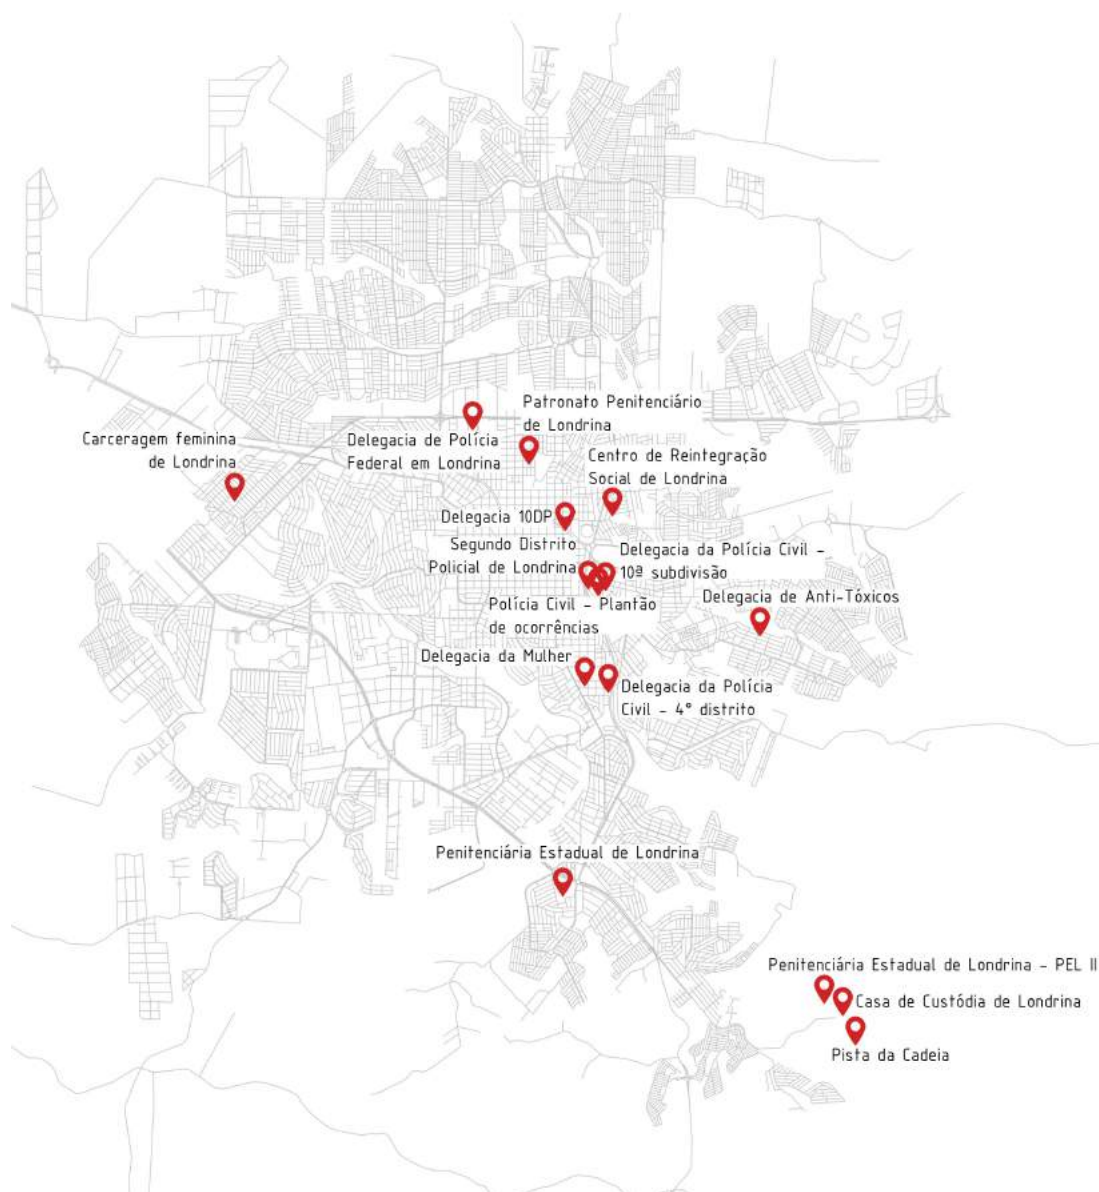 Patronato Penitenciário
de Londrina
Carceragem feminina
de Londrina
Delegacia de Polícia
Federal em Londrina
Centro de Reintegração
Social de Londrina
Delegacia 10DP
Segundo Distrito
Policial de Londrina
Delegacia da Polícia Civil -
10ª subdivisão
Delegacia de Anti-Tóxicos
Polícia Civil - Plantão
de ocorrências
Delegacia da Mulher
Delegacia da Polícia
Civil - 4° distrito
Penitenciária Estadual de Londrina
Penitenciária Estadual de Londrina - PEL II
Casa de Custódia de Londrina
Pista da Cadeia